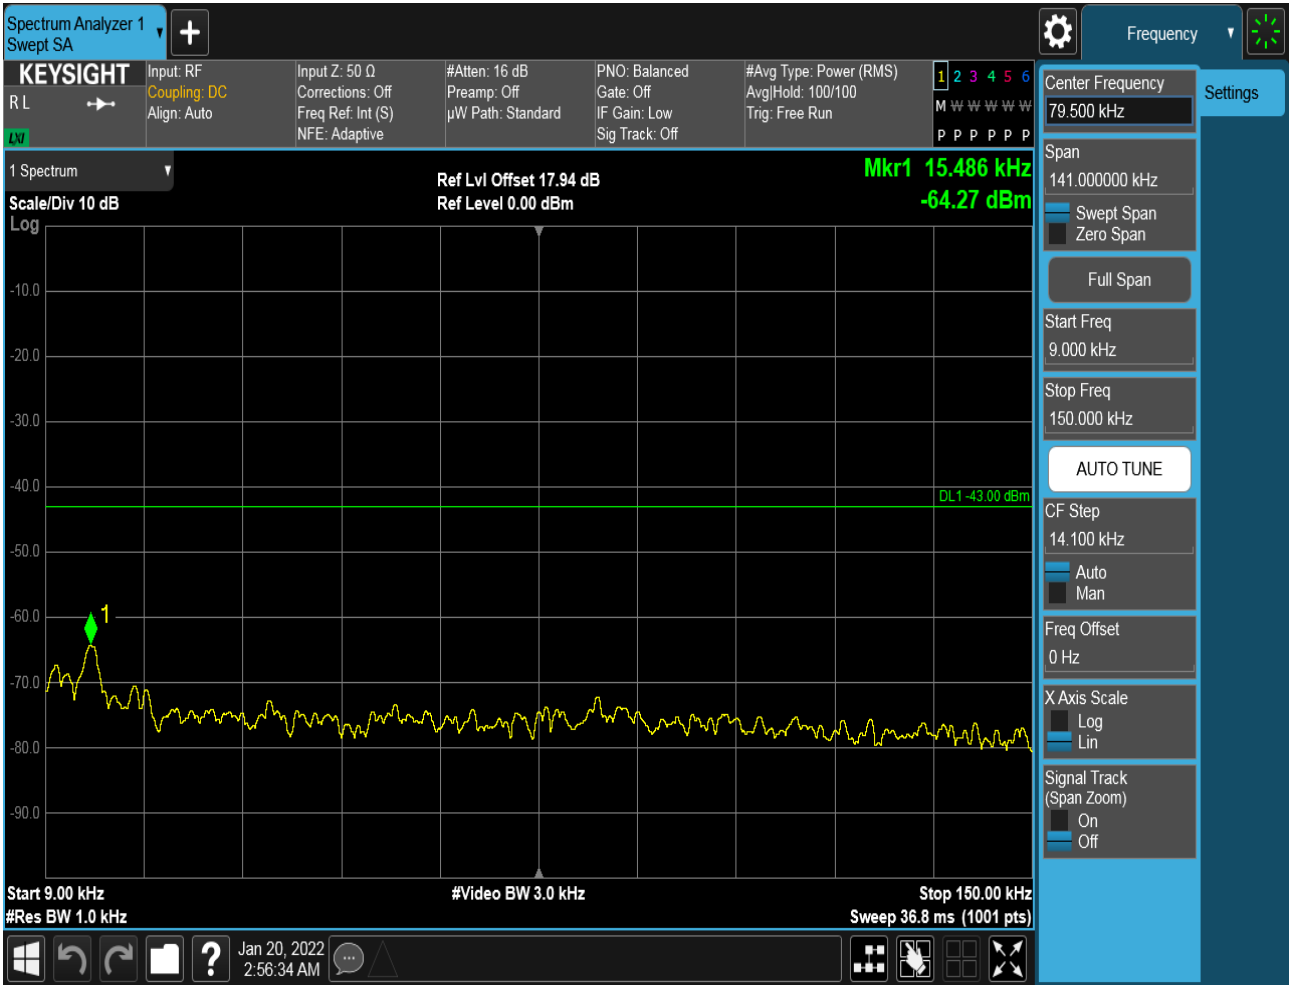 Spectrum Analyzer 1
Swept SA
Frequency
KEYSIGHT
R L
LXI
Input: RF
Coupling: DC
Align: Auto
Input Z: 50 Ω
Corrections: Off
Freq Ref: Int (S)
NFE: Adaptive
#Atten: 16 dB
Preamp: Off
µW Path: Standard
PNO: Balanced
Gate: Off
IF Gain: Low
Sig Track: Off
#Avg Type: Power (RMS)
Avg|Hold: 100/100
Trig: Free Run
1 2 3 4 5 6
M W W W W W
P P P P P P
1 Spectrum
Scale/Div 10 dB
Log
Ref Lvl Offset 17.94 dB
Ref Level 0.00 dBm
Mkr1 15.486 kHz
-64.27 dBm
-10.0
-20.0
-30.0
-40.0
DL1 -43.00 dBm
-50.0
-60.0
1
-70.0
-80.0
-90.0
Start 9.00 kHz
#Video BW 3.0 kHz
Stop 150.00 kHz
#Res BW 1.0 kHz
Sweep 36.8 ms (1001 pts)
Center Frequency
79.500 kHz
Settings
Span
141.000000 kHz
Swept Span
Zero Span
Full Span
Start Freq
9.000 kHz
Stop Freq
150.000 kHz
AUTO TUNE
CF Step
14.100 kHz
Auto
Man
Freq Offset
0 Hz
X Axis Scale
Log
Lin
Signal Track
(Span Zoom)
On
Off
?
Jan 20, 2022
2:56:34 AM